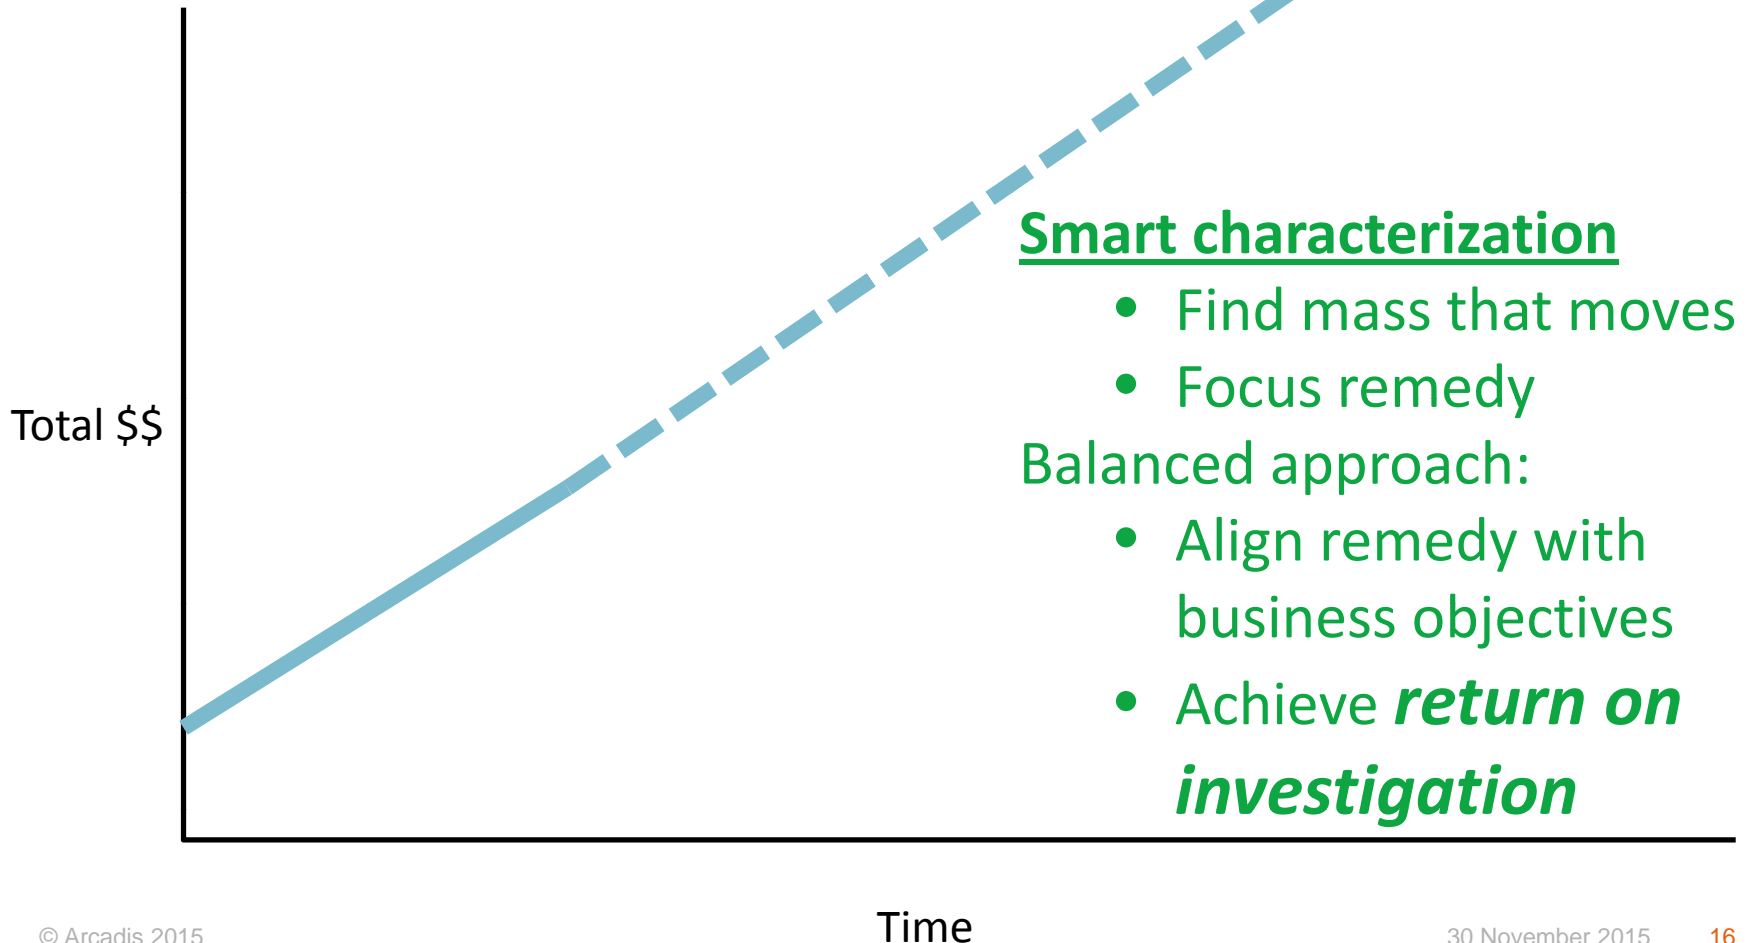 Smart characterization
• Find mass that moves
• Focus remedy
Total $$
Balanced approach:
• Align remedy with
business objectives
• Achieve return on
investigation
Time
© Arcadis 2015
30 November 2015
16